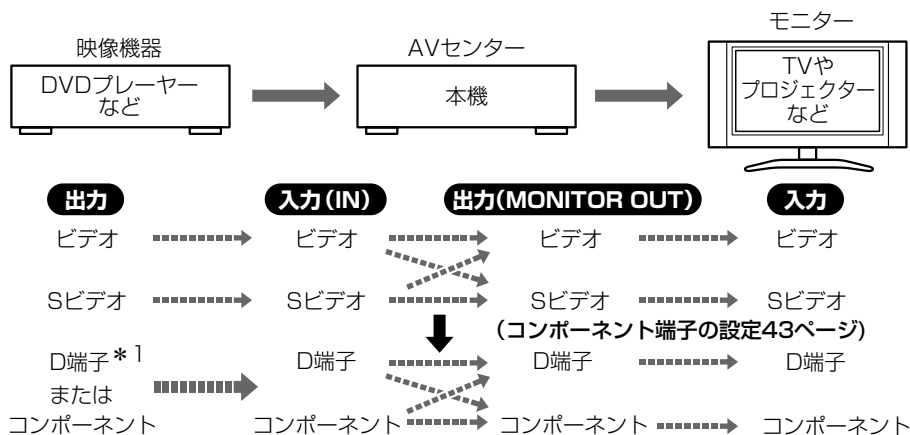 映像機器
AVセンター
モニター
DVDプレーヤー
など
本機
TVや
プロジェクター
など
出力
入力(IN)
出力(MONITOR OUT)
入力
ビデオ
ビデオ
ビデオ
ビデオ
Sビデオ
Sビデオ
Sビデオ
Sビデオ
(コンポーネント端子の設定43ページ)
D端子*1
または
コンポーネント
D端子
コンポーネント
D端子
コンポーネント
D端子
コンポーネント